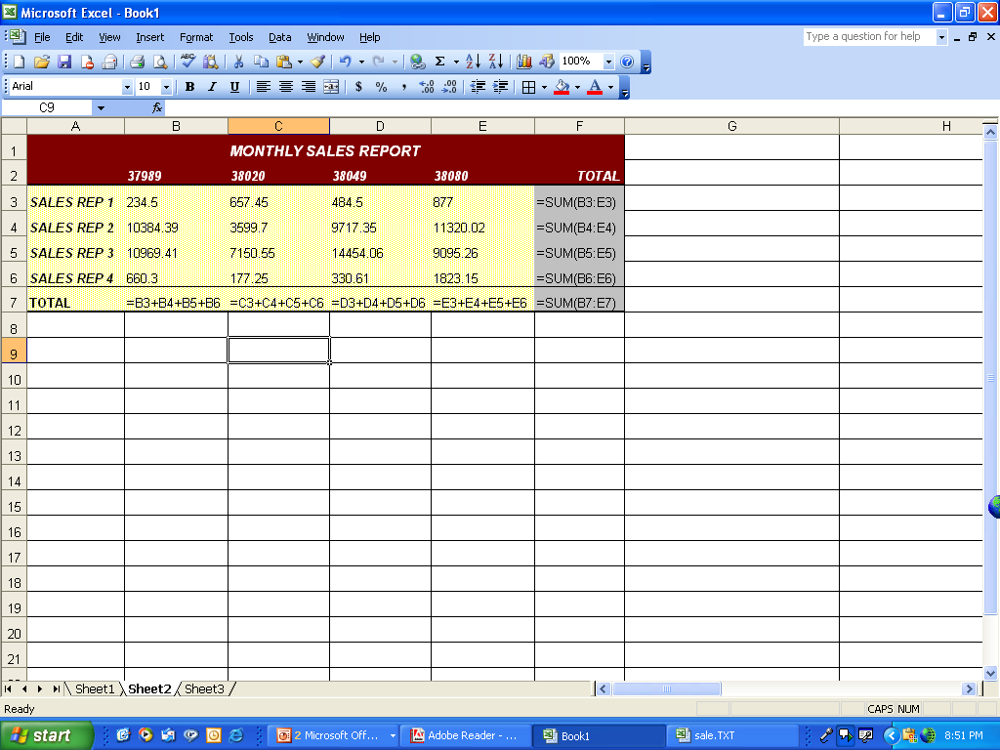 Microsoft Excel - Book1
File Edit View Insert Format Tools Data Window Help Type a question for help
100%
Arial 10 B I U $ % ,
C9 fx
A B C D E F G H
1 MONTHLY SALES REPORT
2 37989 38020 38049 38080 TOTAL
3 SALES REP 1 234.5 657.45 484.5 877 =SUM(B3:E3)
4 SALES REP 2 10384.39 3599.7 9717.35 11320.02 =SUM(B4:E4)
5 SALES REP 3 10969.41 7150.55 14454.06 9095.26 =SUM(B5:E5)
6 SALES REP 4 660.3 177.25 330.61 1823.15 =SUM(B6:E6)
7 TOTAL =B3+B4+B5+B6 =C3+C4+C5+C6 =D3+D4+D5+D6 =E3+E4+E5+E6 =SUM(B7:E7)
8
9
10
11
12
13
14
15
16
17
18
19
20
21
Sheet1 Sheet2 Sheet3
Ready CAPS NUM
start 2 Microsoft Off... Adobe Reader - ... Book1 sale.TXT 8:51 PM